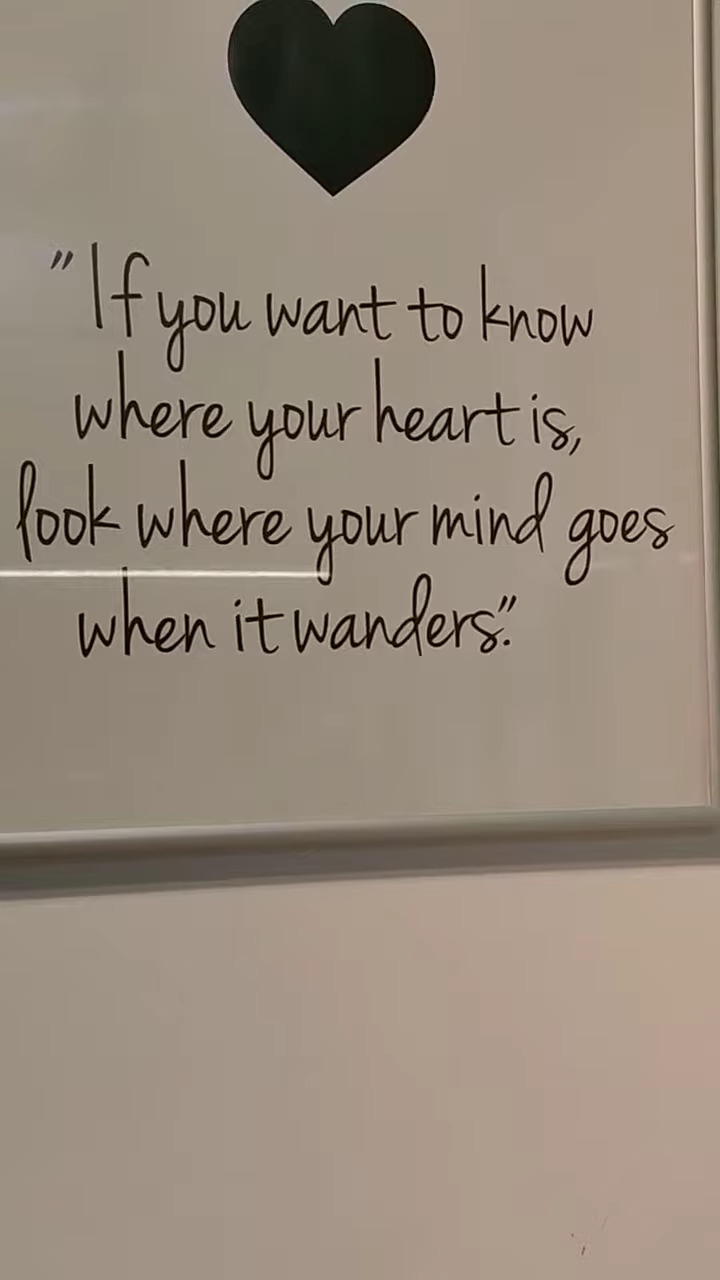 "If you want to know
where your heart is,
look where your mind goes
when it wanders."